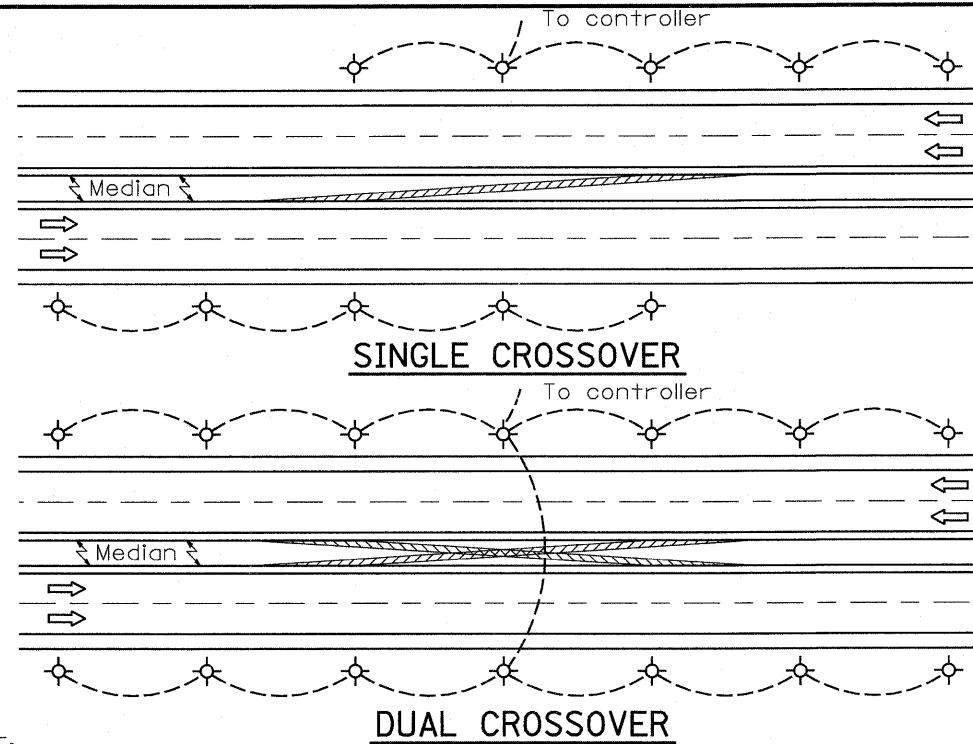 To controller
Median
SINGLE CROSSOVER
To controller
Median
DUAL CROSSOVER